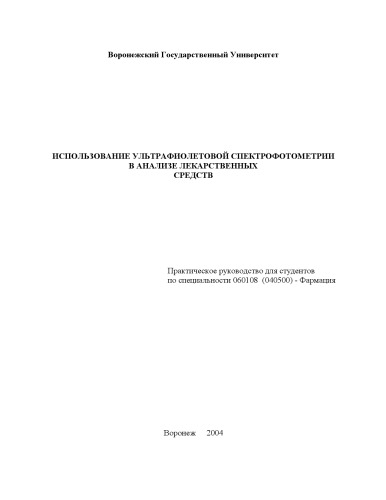 Воронежский Государственный Университет
ИСПОЛЬЗОВАНИЕ УЛЬТРАФИОЛЕТОВОЙ СПЕКТРОФОТОМЕТРИИ
В АНАЛИЗЕ ЛЕКАРСТВЕННЫХ
СРЕДСТВ
Практическое руководство для студентов
по специальности 060108 (040500) - Фармация
Воронеж 2004